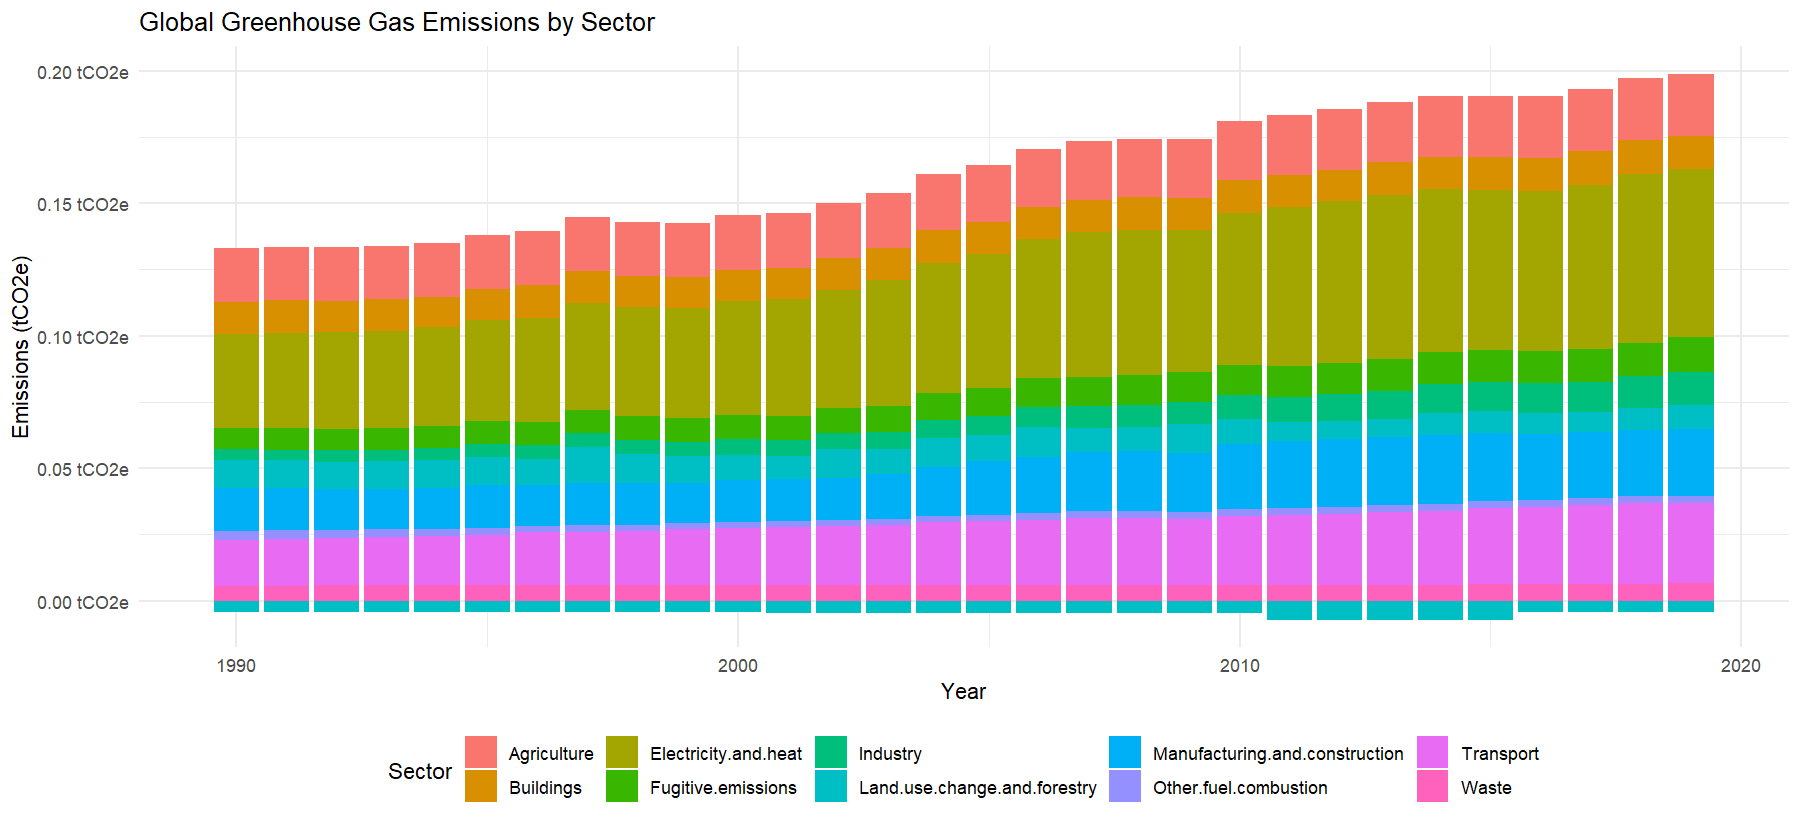 Global Greenhouse Gas Emissions by Sector
Emissions (tCO2e)
0.20 tCO2e
0.15 tCO2e
0.10 tCO2e
0.05 tCO2e
0.00 tCO2e
1990 2000 2010 2020
Year
Sector
Agriculture Electricity.and.heat Industry Manufacturing.and.construction Transport
Buildings Fugitive.emissions Land.use.change.and.forestry Other.fuel.combustion Waste